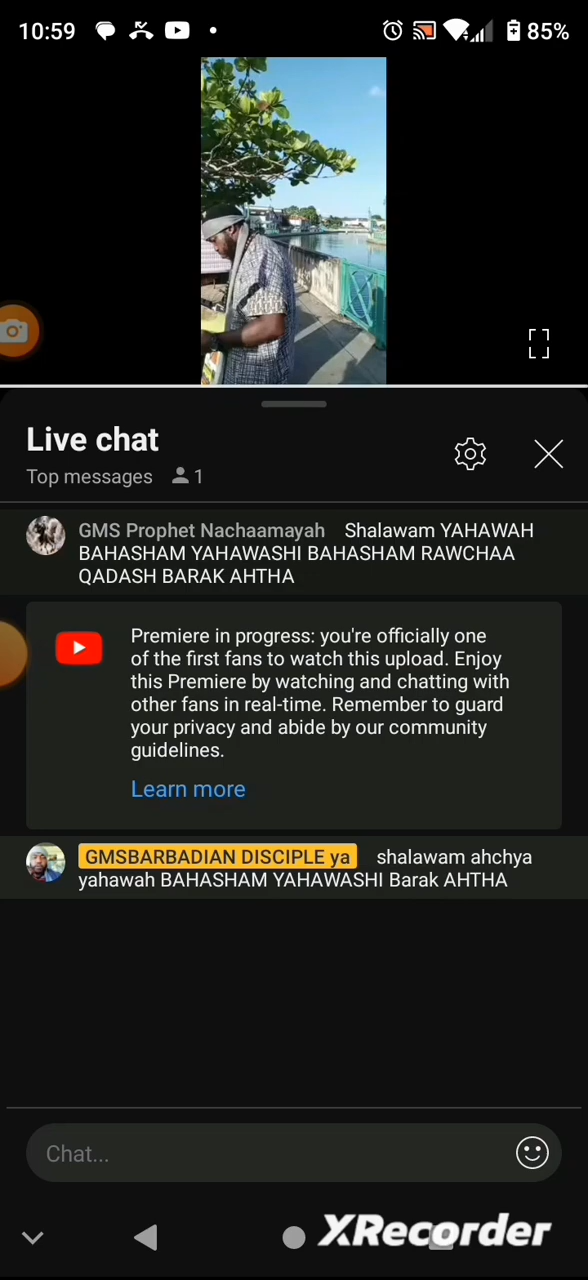 10:59
85%
Live chat
Top messages 1
GMS Prophet Nachaamayah Shalawam YAHAWAH
BAHASHAM YAHAWASHI BAHASHAM RAWCHAA
QADASH BARAK AHTHA
Premiere in progress: you're officially one
of the first fans to watch this upload. Enjoy
this Premiere by watching and chatting with
other fans in real-time. Remember to guard
your privacy and abide by our community
guidelines.
Learn more
GMSBARBADIAN DISCIPLE ya shalawam ahchya
yahawah BAHASHAM YAHAWASHI Barak AHTHA
Chat...
XRecorder